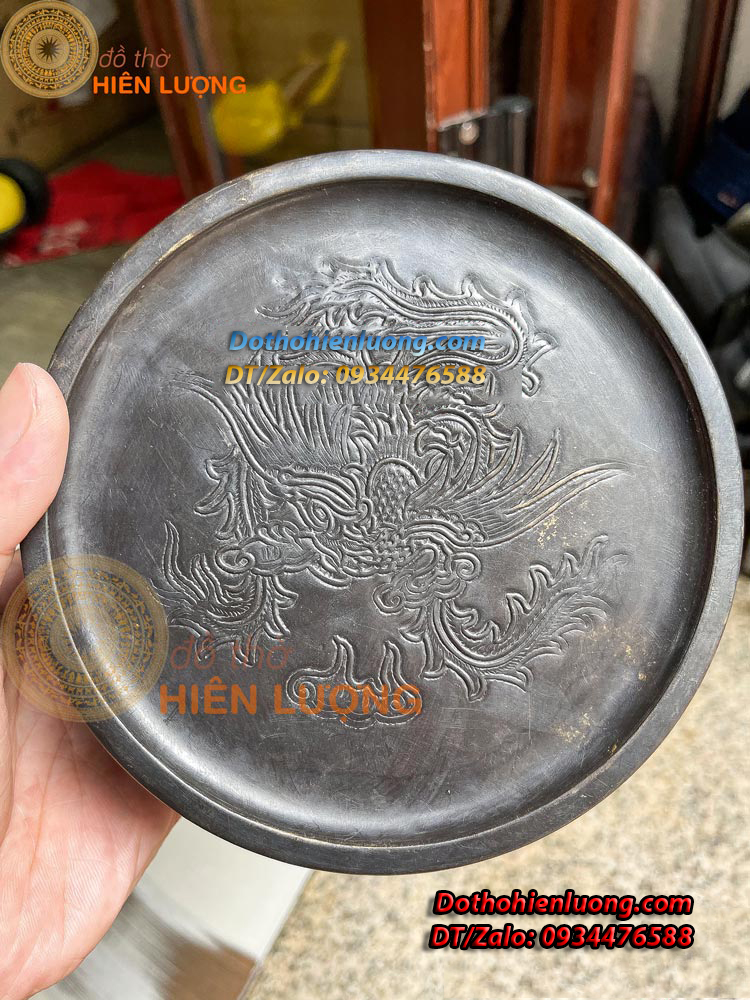 đồ thờ
HIÊN LƯỢNG
Dothohienluong.com
DT/Zalo: 0934476588
đồ thờ
HIÊN LƯỢNG
Dothohienluong.com
DT/Zalo: 0934476588